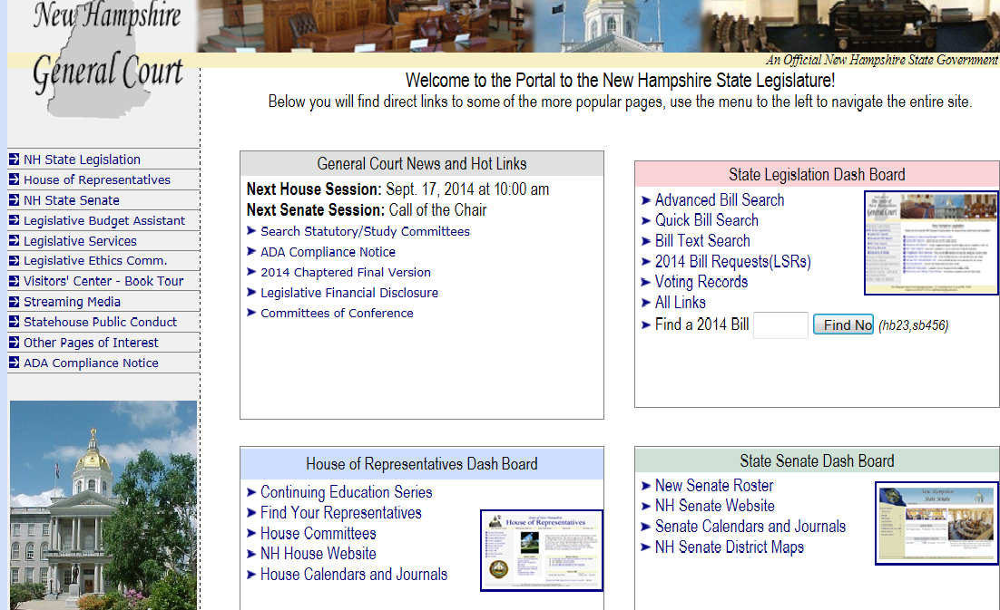 New Hampshire
General Court
An Official New Hampshire State Government
Welcome to the Portal to the New Hampshire State Legislature!
Below you will find direct links to some of the more popular pages, use the menu to the left to navigate the entire site.
NH State Legislation
House of Representatives
NH State Senate
Legislative Budget Assistant
Legislative Services
Legislative Ethics Comm.
Visitors' Center - Book Tour
Streaming Media
Statehouse Public Conduct
Other Pages of Interest
ADA Compliance Notice
General Court News and Hot Links
Next House Session: Sept. 17, 2014 at 10:00 am
Next Senate Session: Call of the Chair
Search Statutory/Study Committees
ADA Compliance Notice
2014 Chaptered Final Version
Legislative Financial Disclosure
Committees of Conference
State Legislation Dash Board
Advanced Bill Search
Quick Bill Search
Bill Text Search
2014 Bill Requests(LSRs)
Voting Records
All Links
Find a 2014 Bill Find No (hb23,sb456)
House of Representatives Dash Board
Continuing Education Series
Find Your Representatives
House Committees
NH House Website
House Calendars and Journals
House of Representatives
State Senate Dash Board
New Senate Roster
NH Senate Website
Senate Calendars and Journals
NH Senate District Maps
New Hampshire
State Senate